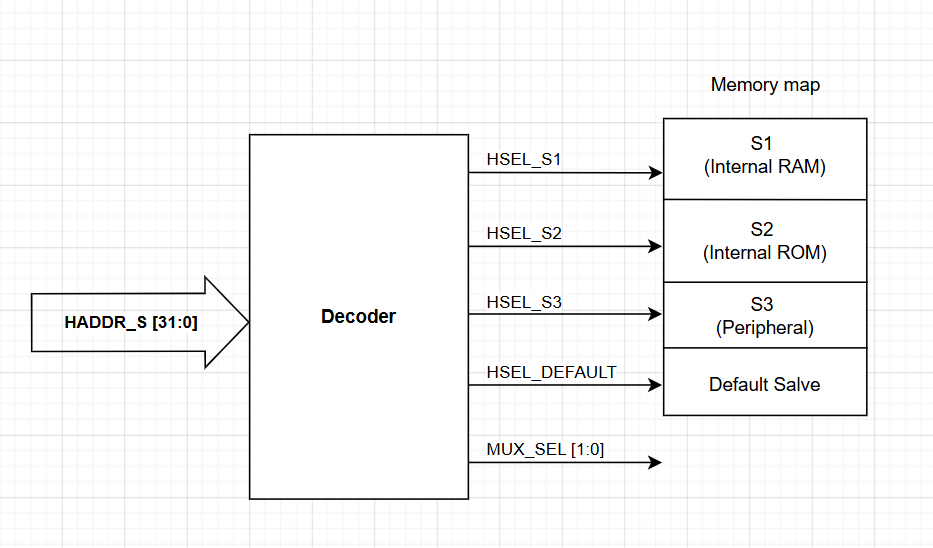 Memory map
HSEL_S1
S1
(Internal RAM)
HSEL_S2
S2
(Internal ROM)
HADDR_S [31:0]
Decoder
HSEL_S3
S3
(Peripheral)
HSEL_DEFAULT
Default Salve
MUX_SEL [1:0]